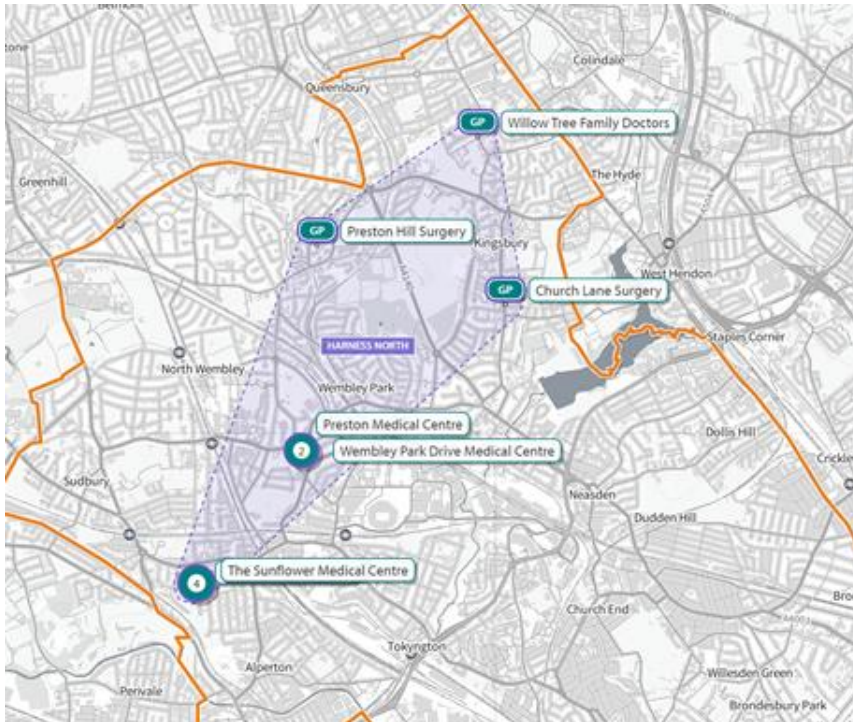 Queensbury
Colindale
GP
Willow Tree Family Doctors
The Hyde
Greenhill
GP
Preston Hill Surgery
Kingsbury
West Hendon
GP
Church Lane Surgery
Staples Corner
HARNESS NORTH
North Wembley
Wembley Park
Preston Medical Centre
2
Wembley Park Drive Medical Centre
Dollis Hill
Sudbury
Neasden
Dudden Hill
4
The Sunflower Medical Centre
Church End
Tokyngton
Alperton
Willesden Green
Perivale
Brondesbury Park